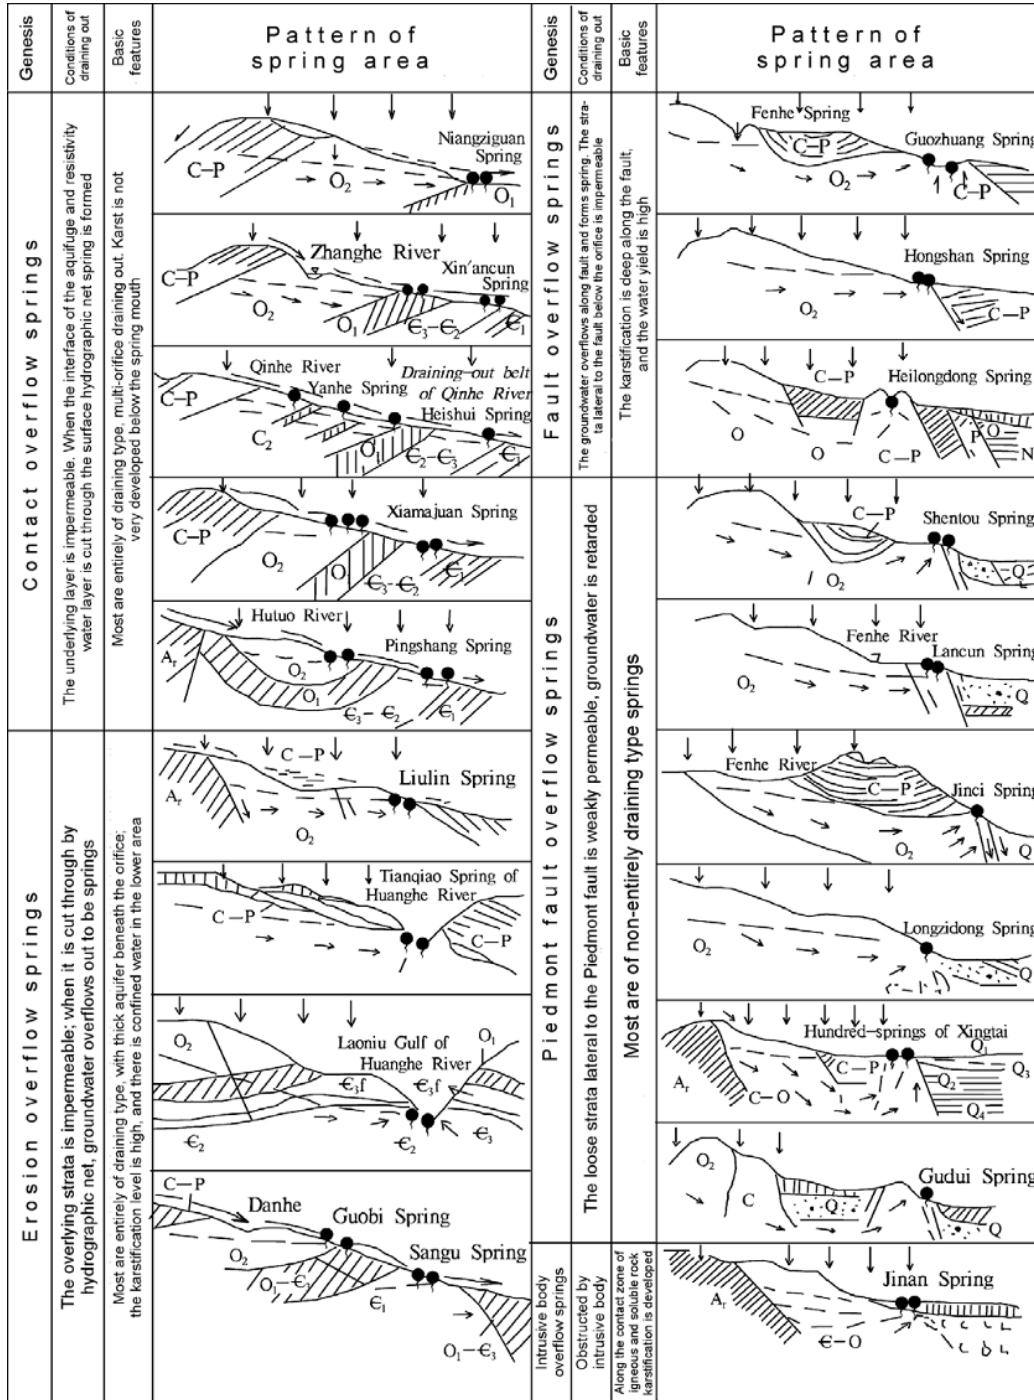 Genesis
Conditions of
draining out
Basic
features
Pattern of
spring area
Contact overflow springs
The underlying layer is impermeable. When the interface of the aquifuge and resistivity
water layer is cut through the surface hydrographic net spring is formed
Most are entirely of draining type, multi-orifice draining out. Karst is not
very developed below the spring mouth
Niangziguan
Spring
C–P
O₂
O₁
Zhanghe River
Xin'ancun
Spring
C–P
O₂
O₁
Є₃–Є₂
Є₁
Qinhe River
Yanhe Spring
Draining-out belt
of Qinhe River
Heishui Spring
C–P
C₂
O₁
Є₂–Є₃
Є₁
Xiamajuan Spring
C–P
O₂
O
Є₃–Є₂
Є₁
Hutuo River
Pingshang Spring
Aᵣ
O₂
O₁
Є₃–Є₂
Є₁
Erosion overflow springs
The overlying strata is impermeable; when it is cut through by
hydrographic net, groundwater overflows out to be springs
Most are entirely of draining type, with thick aquifer beneath the orifice;
the karstification level is high, and there is confined water in the lower area
C–P
Liulin Spring
Aᵣ
O₂
Tianqiao Spring of
Huanghe River
C–P
C–P
O₂
Laoniu Gulf of
Huanghe River
O₁
Є₃f
Є₃f
Є₂
Є₂
Є₃
C–P
Danhe
Guobi Spring
O₂
Sangu Spring
O₁–Є₃
Є₁
O₁–Є₃
Genesis
Conditions of
draining out
Basic
features
Pattern of
spring area
Fault overflow springs
The groundwater overflows along fault and forms spring. The stra-
ta lateral to the fault below the orifice is impermeable
The karstification is deep along the fault,
and the water yield is high
Fenhe Spring
Guozhuang Spring
C–P
O₂
C–P
Hongshan Spring
O₂
C–P
C–P
Heilongdong Spring
O
O
C–P
P
O
N
Piedmont fault overflow springs
The loose strata lateral to the Piedmont fault is weakly permeable, groundwater is retarded
Most are of non-entirely draining type springs
C–P
Shentou Spring
O₂
Q
Fenhe River
Lancun Spring
O₂
Q
Fenhe River
C–P
Jinci Spring
O₂
Q
Longzidong Spring
O₂
Q
Hundred-springs of Xingtai
Q₁
Q₃
C–P
Aᵣ
Q₂
C–O
Q₄
O₂
Gudui Spring
C
Q
Q
Intrusive body
overflow springs
Obstructed by
intrusive body
Along the contact zone of
igneous and soluble rock
karstification is developed
Jinan Spring
Aᵣ
Є–O